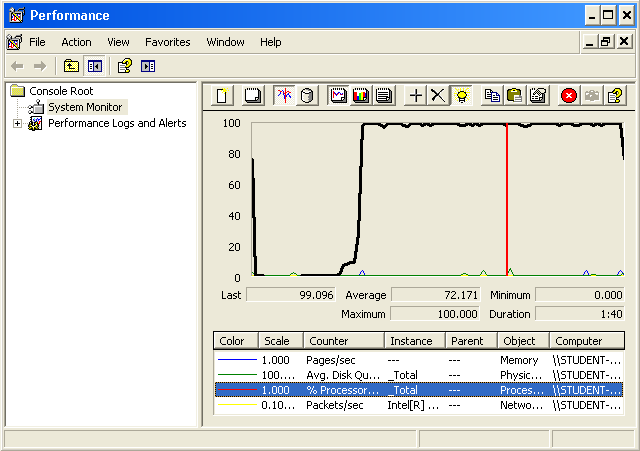 Performance
File Action View Favorites Window Help
Console Root
System Monitor
Performance Logs and Alerts
100
80
60
40
20
0
Last 99.096 Average 72.171 Minimum 0.000
Maximum 100.000 Duration 1:40
Color Scale Counter Instance Parent Object Computer
1.000 Pages/sec --- --- Memory \\STUDENT-...
100.... Avg. Disk Qu... _Total --- Physic... \\STUDENT-...
1.000 % Processor... _Total --- Proces... \\STUDENT-...
0.10... Packets/sec Intel[R] ... --- Netwo... \\STUDENT-...